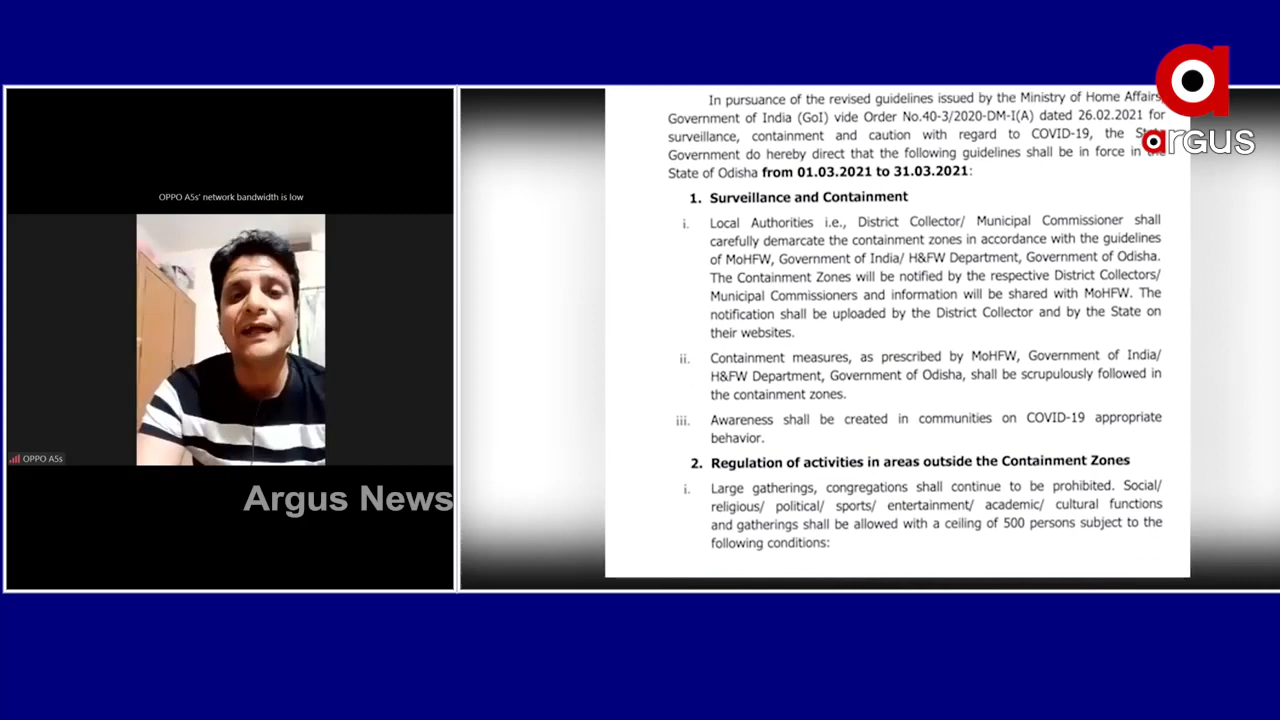 OPPO A5s' network bandwidth is low
OPPO A5s
Argus News
argus
In pursuance of the revised guidelines issued by the Ministry of Home Affairs,
Government of India (GoI) vide Order No.40-3/2020-DM-I(A) dated 26.02.2021 for
surveillance, containment and caution with regard to COVID-19, the
Government do hereby direct that the following guidelines shall be in force in
State of Odisha from 01.03.2021 to 31.03.2021:
1. Surveillance and Containment
i. Local Authorities i.e., District Collector/ Municipal Commissioner shall
carefully demarcate the containment zones in accordance with the guidelines
of MoHFW, Government of India/ H&FW Department, Government of Odisha.
The Containment Zones will be notified by the respective District Collectors/
Municipal Commissioners and information will be shared with MoHFW. The
notification shall be uploaded by the District Collector and by the State on
their websites.
ii. Containment measures, as prescribed by MoHFW, Government of India/
H&FW Department, Government of Odisha, shall be scrupulously followed in
the containment zones.
iii. Awareness shall be created in communities on COVID-19 appropriate
behavior.
2. Regulation of activities in areas outside the Containment Zones
i. Large gatherings, congregations shall continue to be prohibited. Social/
religious/ political/ sports/ entertainment/ academic/ cultural functions
and gatherings shall be allowed with a ceiling of 500 persons subject to the
following conditions: